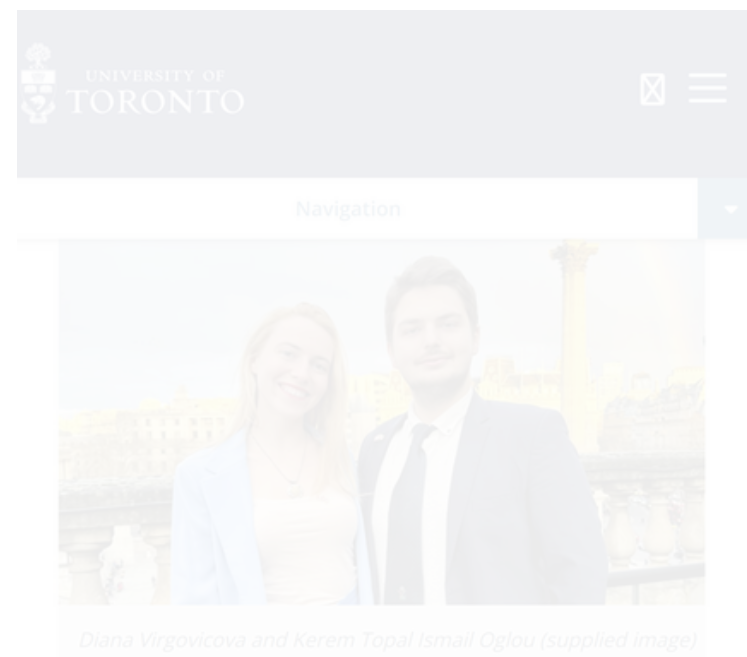 UNIVERSITY OF
TORONTO
Navigation
Diana Virgovicova and Kerem Topal Ismail Oglou (supplied image)